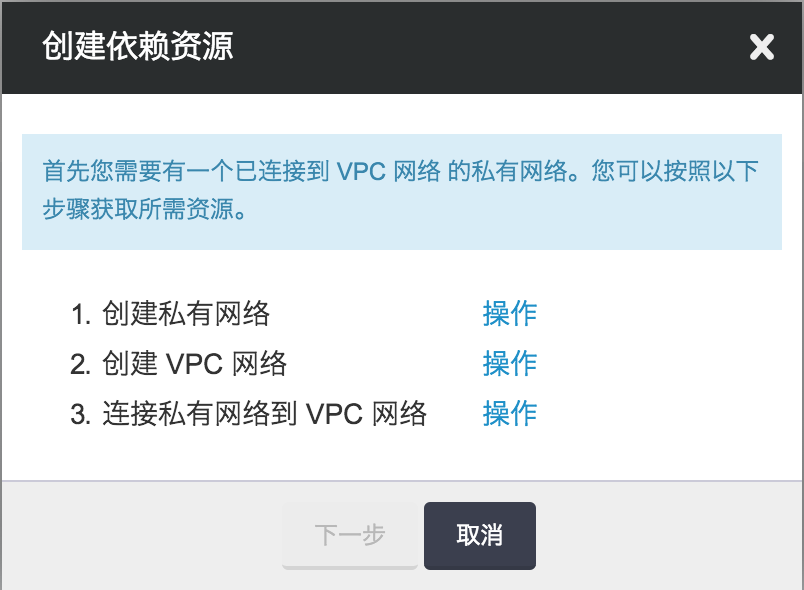 创建依赖资源
首先您需要有一个已连接到 VPC 网络 的私有网络。您可以按照以下
步骤获取所需资源。
1. 创建私有网络 操作
2. 创建 VPC 网络 操作
3. 连接私有网络到 VPC 网络 操作
下一步 取消